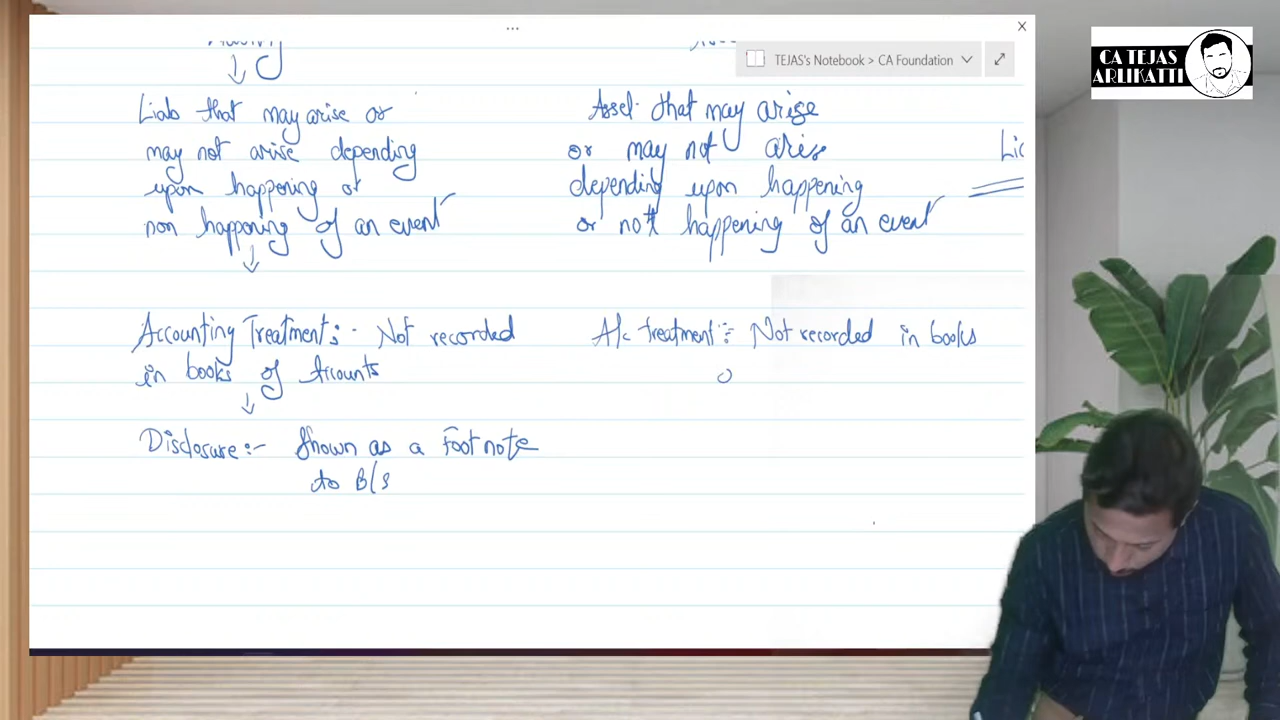 ...
X
CA TEJAS
ARLIKATTI
TEJAS's Notebook > CA Foundation
Liab that may arise or
may not arise depending
upon happening of
non happening of an event
Asset that may arise
or may not arise
depending upon happening
or not happening of an event
Accounting Treatment:- Not recorded
in books of Accounts
Disclosure:- Shown as a Foot note
to B/s
A/c treatment:- Not recorded in books
o